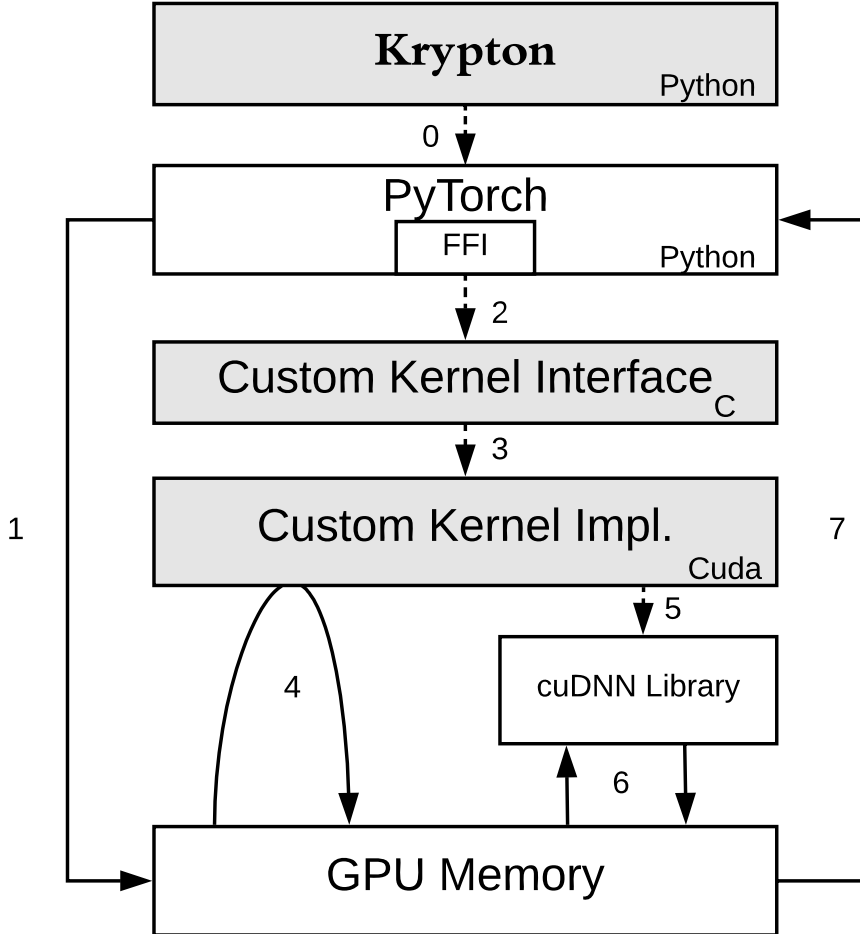 Krypton
Python
0
PyTorch
FFI
Python
2
Custom Kernel Interface
C
3
1
Custom Kernel Impl.
7
Cuda
5
4
cuDNN Library
6
GPU Memory